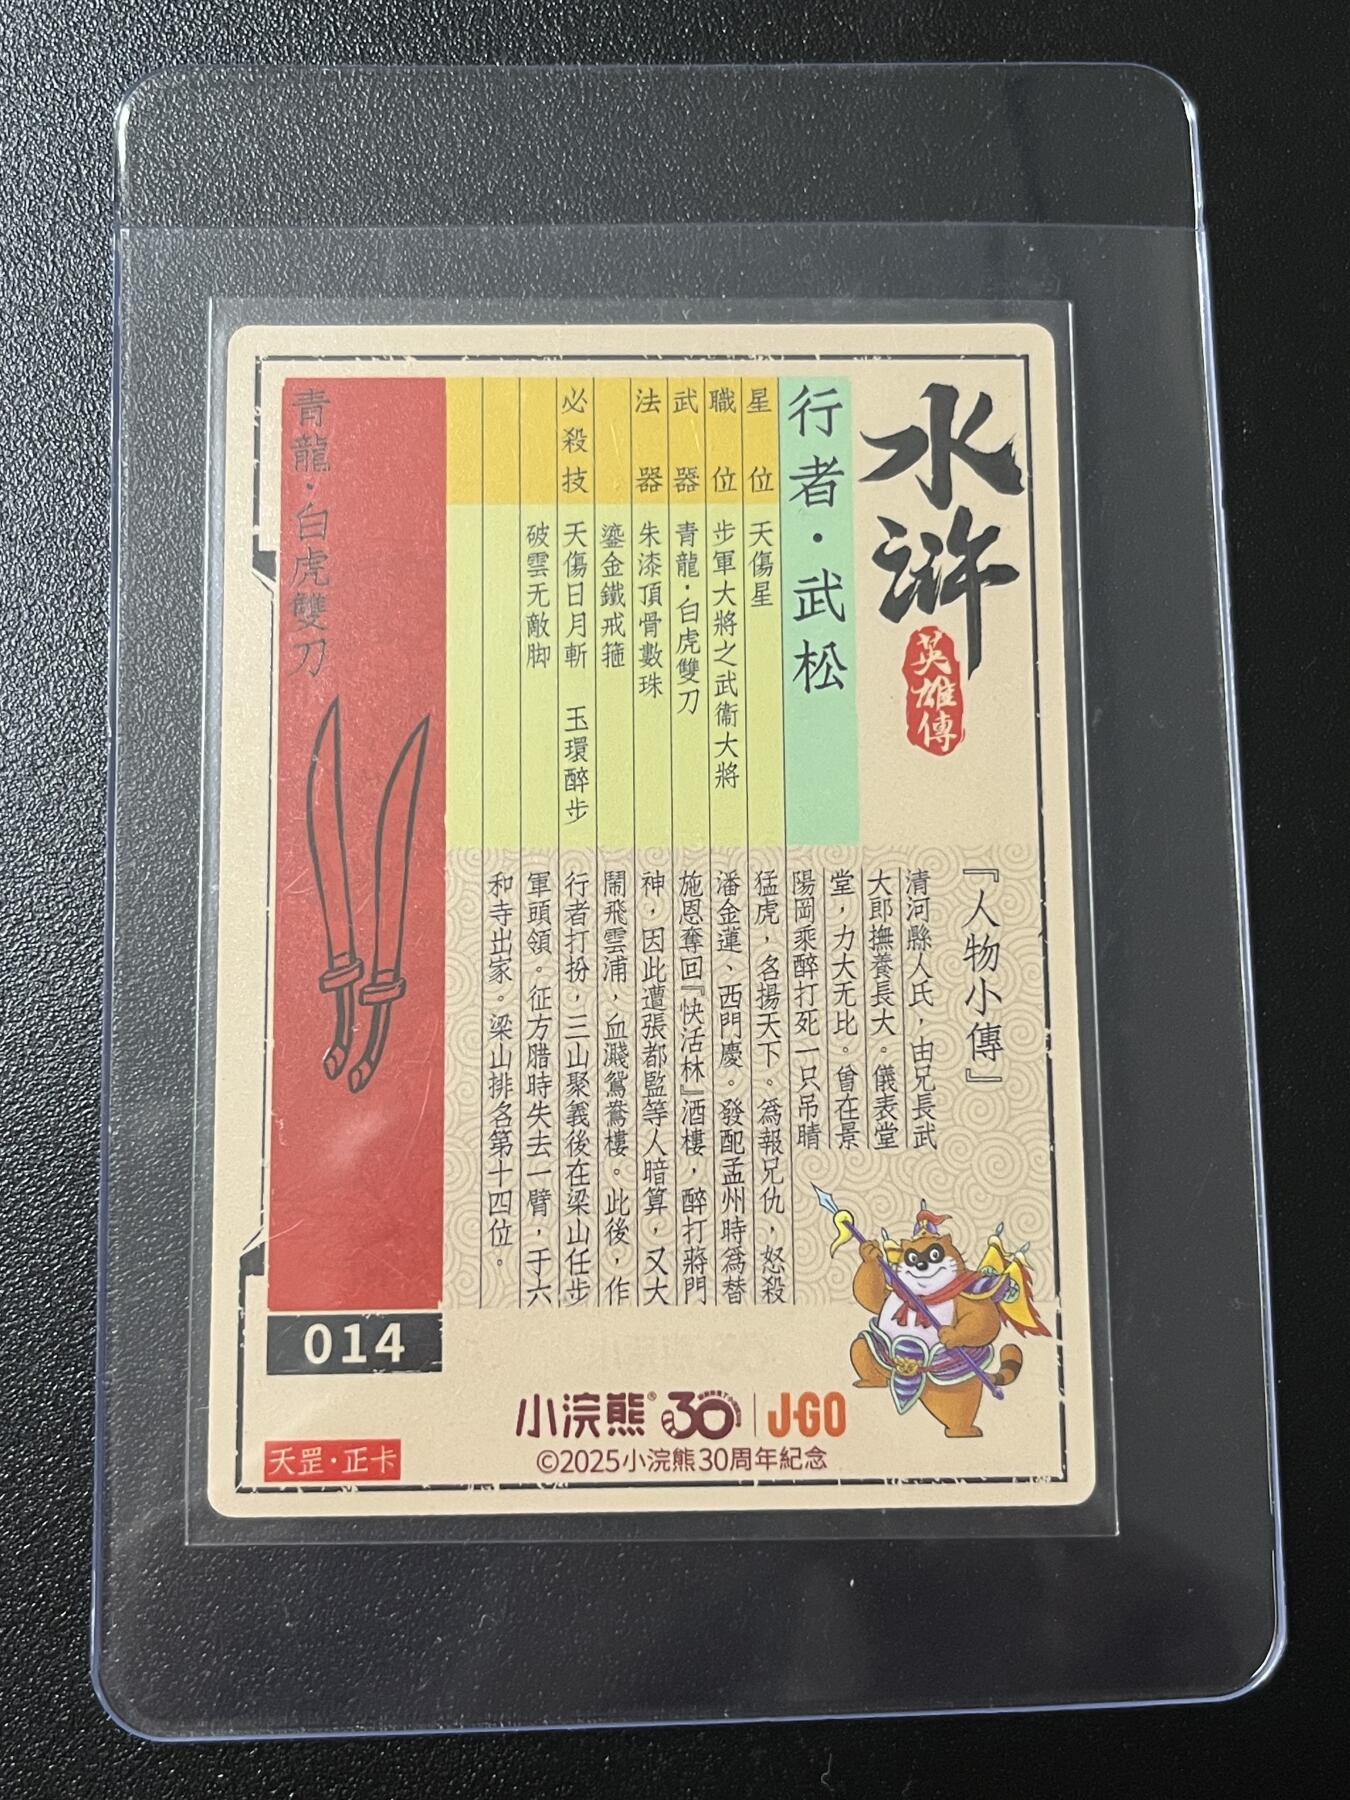 水滸
英雄傳
行者·武松
星位 天傷星
職位 步軍大將之武衞大將
武器 青龍·白虎雙刀
法器 朱漆頂骨數珠
鎏金鐵戒箍
必殺技 天傷日月斬 玉環醉步
破雲无敵脚
『人物小傳』
清河縣人氏，由兄長武
大郎撫養長大。儀表堂
堂，力大无比。曾在景
陽岡乘醉打死一只吊睛
猛虎，名揚天下。爲報兄仇，怒殺
潘金蓮、西門慶。發配孟州時爲替
施恩奪回『快活林』酒樓，醉打蔣門
神，因此遭張都監等人暗算，又大
鬧飛雲浦，血濺鴛鴦樓。此後，作
行者打扮，三山聚義後在梁山任步
軍頭領。征方腊時失去一臂，于六
和寺出家。梁山排名第十四位。
青龍·白虎雙刀
014
天罡·正卡
小浣熊® 30 J·GO
©2025小浣熊30周年紀念